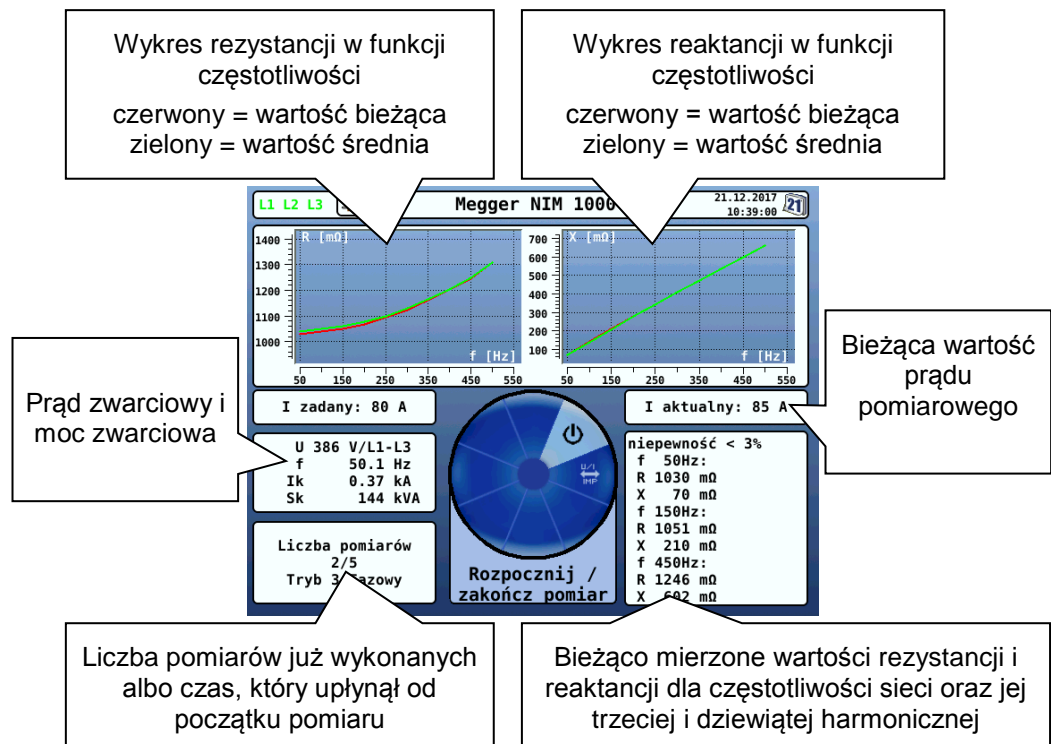 Wykres rezystancji w funkcji
częstotliwości
czerwony = wartość bieżąca
zielony = wartość średnia
Wykres reaktancji w funkcji
częstotliwości
czerwony = wartość bieżąca
zielony = wartość średnia
L1 L2 L3
Megger NIM 1000
21.12.2017
10:39:00
21
R [mΩ]
1400
1300
1200
1100
1000
f [Hz]
50 150 250 350 450 550
X [mΩ]
700
600
500
400
300
200
100
f [Hz]
50 150 250 350 450 550
Prąd zwarciowy i
moc zwarciowa
Bieżąca wartość
prądu
pomiarowego
I zadany: 80 A
I aktualny: 85 A
U 386 V/L1-L3
f 50.1 Hz
Ik 0.37 kA
Sk 144 kVA
U/I
IMP
niepewność < 3%
f 50Hz:
R 1030 mΩ
X 70 mΩ
f 150Hz:
R 1051 mΩ
X 210 mΩ
f 450Hz:
R 1246 mΩ
X 602 mΩ
Liczba pomiarów
2/5
Tryb 3 fazowy
Rozpocznij /
zakończ pomiar
Liczba pomiarów już wykonanych
albo czas, który upłynął od
początku pomiaru
Bieżąco mierzone wartości rezystancji i
reaktancji dla częstotliwości sieci oraz jej
trzeciej i dziewiątej harmonicznej